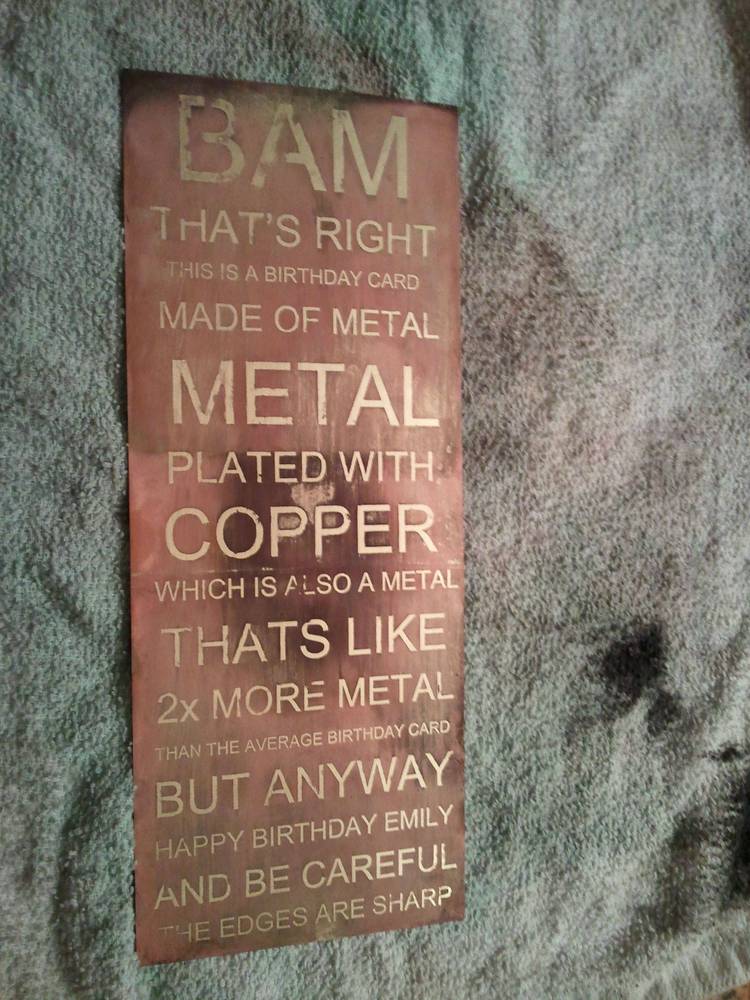 BAM
THAT'S RIGHT
THIS IS A BIRTHDAY CARD
MADE OF METAL
METAL
PLATED WITH
COPPER
WHICH IS ALSO A METAL
THATS LIKE
2x MORE METAL
THAN THE AVERAGE BIRTHDAY CARD
BUT ANYWAY
HAPPY BIRTHDAY EMILY
AND BE CAREFUL
THE EDGES ARE SHARP